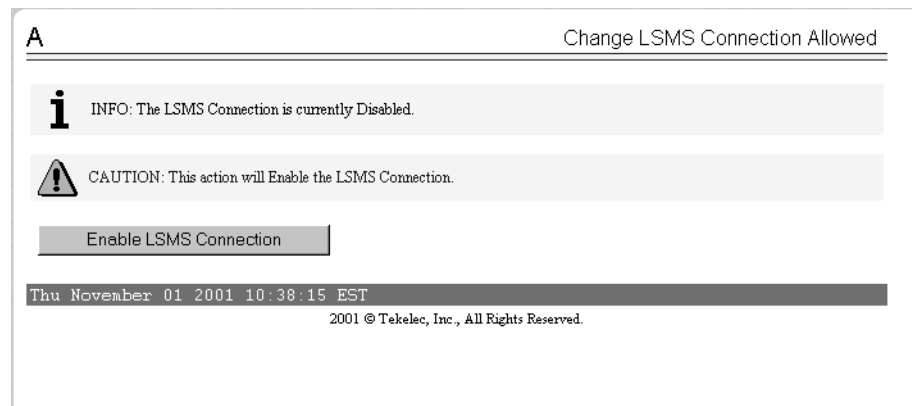 A
Change LSMS Connection Allowed
INFO: The LSMS Connection is currently Disabled.
CAUTION: This action will Enable the LSMS Connection.
Enable LSMS Connection
Thu November 01 2001 10:38:15 EST
2001 © Tekelec, Inc., All Rights Reserved.